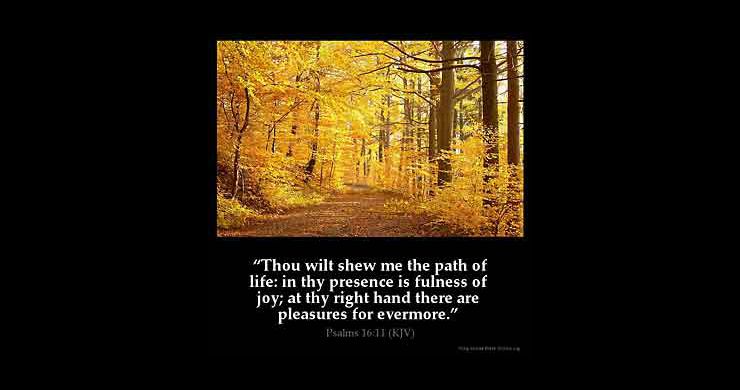 “Thou wilt shew me the path of
life: in thy presence is fulness of
joy; at thy right hand there are
pleasures for evermore.”
Psalms 16:11 (KJV)